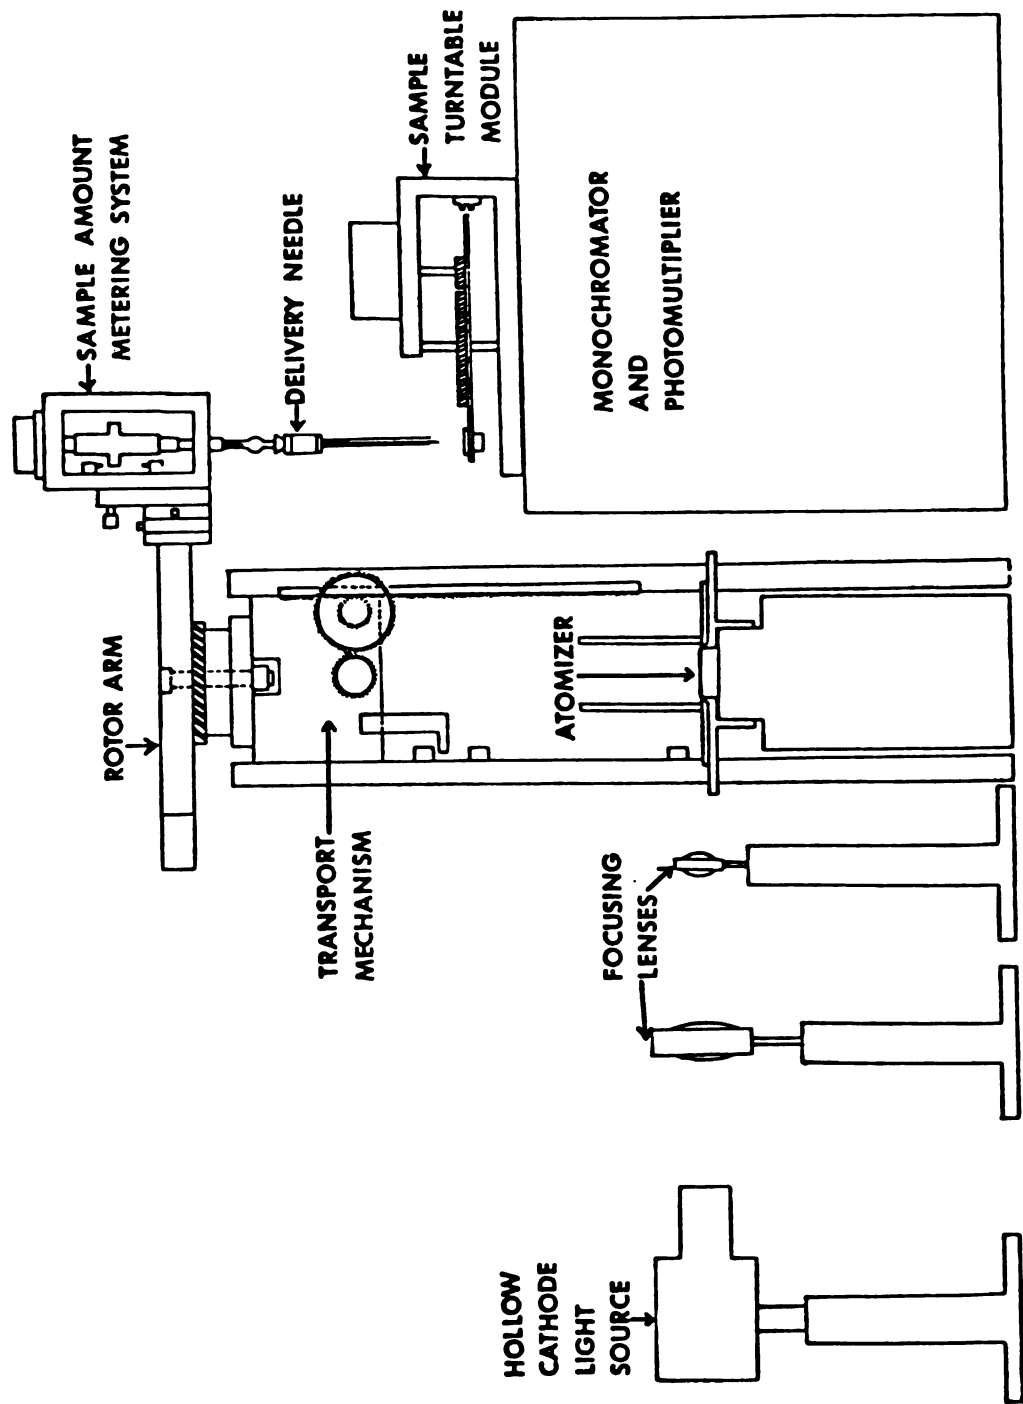 SAMPLE AMOUNT
METERING SYSTEM
ROTOR ARM
DELIVERY NEEDLE
SAMPLE
TURNTABLE
MODULE
TRANSPORT
MECHANISM
ATOMIZER
MONOCHROMATOR
AND
PHOTOMULTIPLIER
FOCUSING
LENSES
HOLLOW
CATHODE
LIGHT
SOURCE